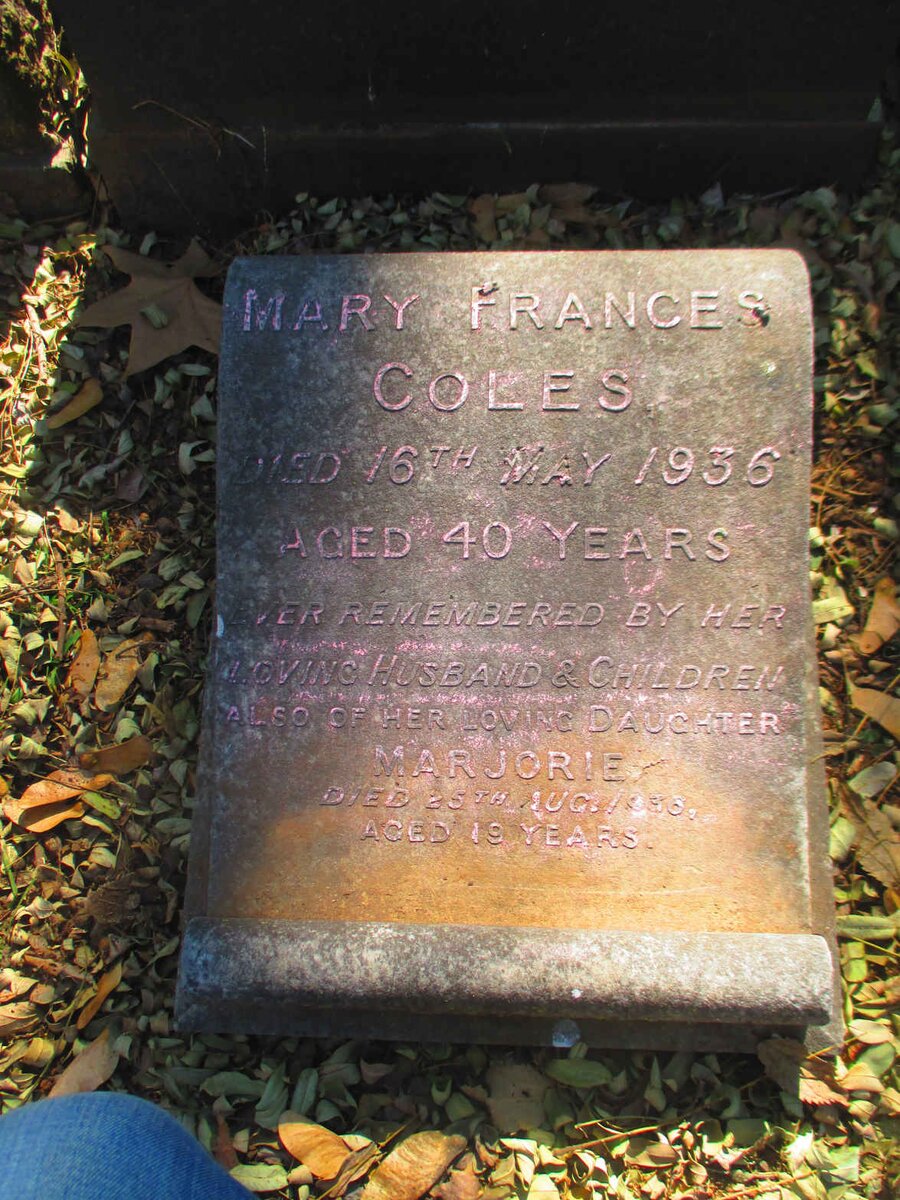 MARY FRANCES
COLES
DIED 16TH MAY 1936
AGED 40 YEARS
EVER REMEMBERED BY HER
LOVING HUSBAND & CHILDREN
ALSO OF HER LOVING DAUGHTER
MARJORIE
DIED 25TH AUG. 1936,
AGED 19 YEARS.